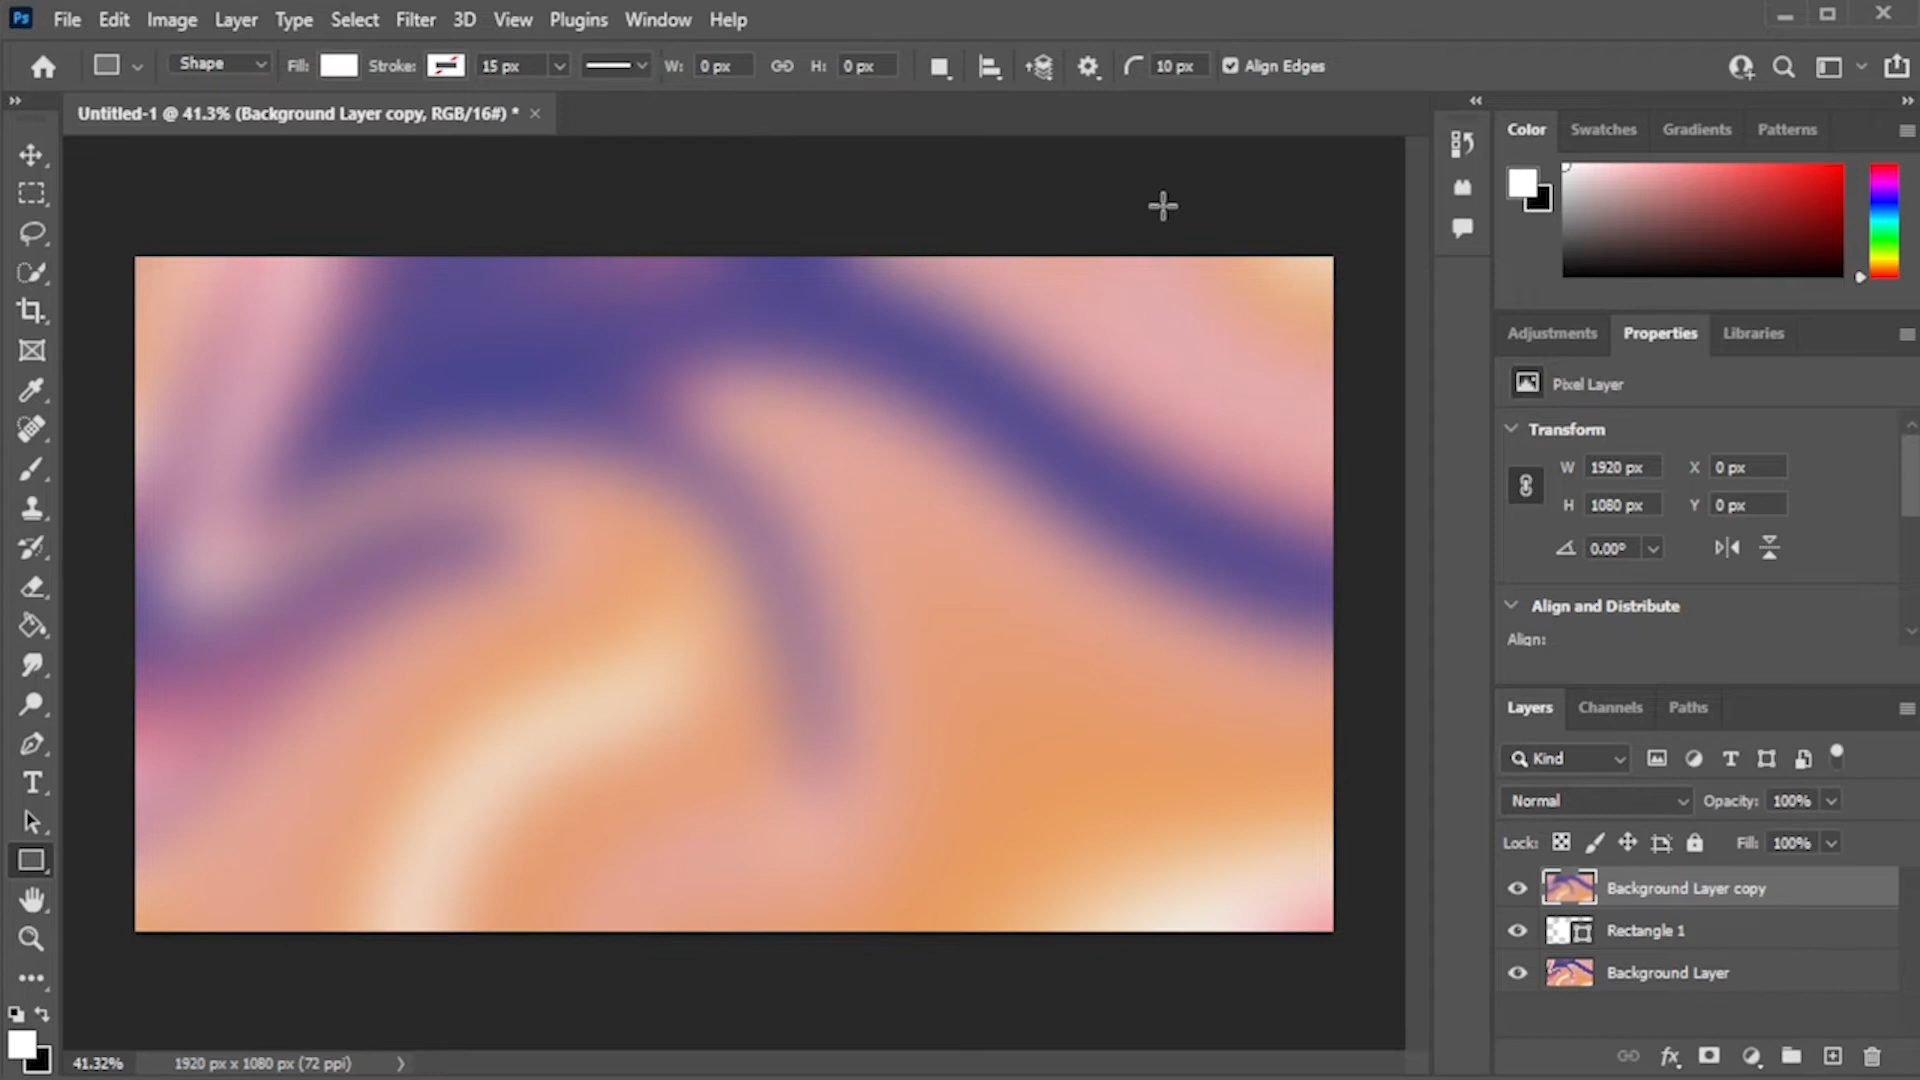 Ps File Edit Image Layer Type Select Filter 3D View Plugins Window Help
Shape Fill: Stroke: 15 px W: 0 px H: 0 px 10 px Align Edges
Untitled-1 @ 41.3% (Background Layer copy, RGB/16#) *
Color Swatches Gradients Patterns
Adjustments Properties Libraries
Pixel Layer
Transform
W 1920 px X 0 px
H 1080 px Y 0 px
0.00°
Align and Distribute
Align:
Layers Channels Paths
Kind
Normal Opacity: 100%
Lock: Fill: 100%
Background Layer copy
Rectangle 1
Background Layer
fx
41.32% 1920 px x 1080 px (72 ppi)